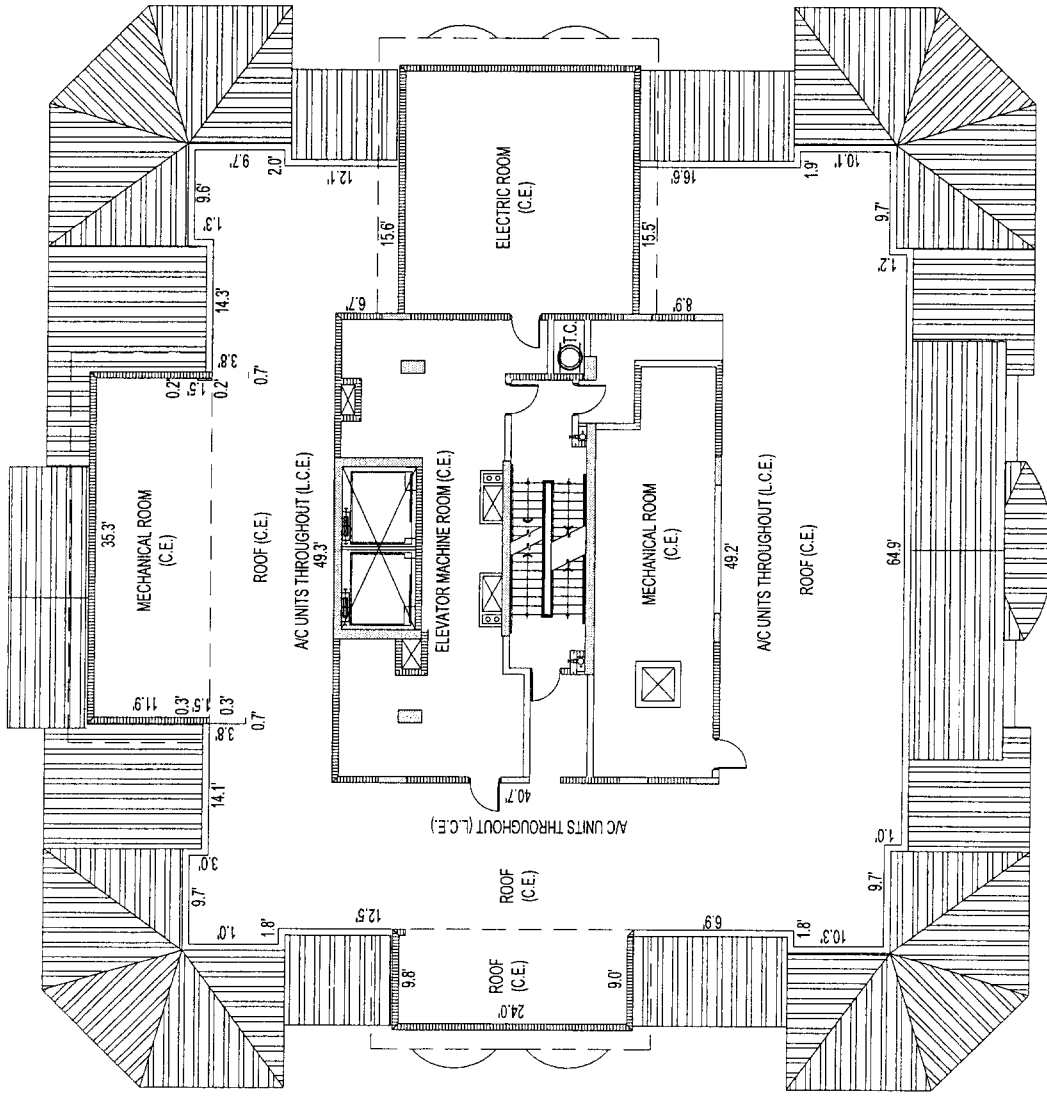 9.7'
2.0'
12.1'
9.6'
1.3'
14.3'
3.8'
0.2'
1.5'
0.2'
0.7'
35.3'
MECHANICAL ROOM
(C.E.)
11.9'
0.3'
1.5'
0.3'
3.8'
0.7'
14.1'
3.0'
9.7'
1.0'
1.8'
12.5'
ROOF (C.E.)
A/C UNITS THROUGHOUT (L.C.E.)
49.3'
6.7'
15.6'
ELECTRIC ROOM
(C.E.)
15.5'
8.9'
16.6'
1.9'
10.1'
9.7'
1.2'
T.C.
ELEVATOR MACHINE ROOM (C.E.)
MECHANICAL ROOM
(C.E.)
49.2'
A/C UNITS THROUGHOUT (L.C.E.)
ROOF (C.E.)
64.9'
40.7'
A/C UNITS THROUGHOUT (L.C.E.)
ROOF
(C.E.)
9.8'
ROOF
(C.E.)
24.0'
9.0'
6.9'
1.8'
10.3'
9.7'
1.0'